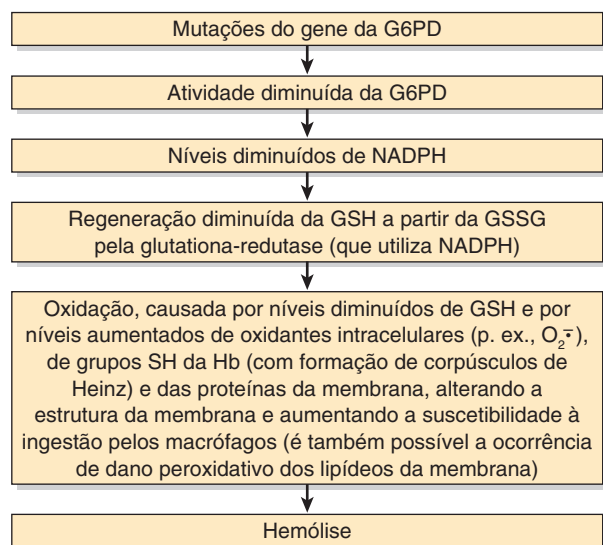 Mutações do gene da G6PD
Atividade diminuída da G6PD
Níveis diminuídos de NADPH
Regeneração diminuída da GSH a partir da GSSG
pela glutationa-redutase (que utiliza NADPH)
Oxidação, causada por níveis diminuídos de GSH e por
níveis aumentados de oxidantes intracelulares (p. ex., O₂⁻•),
de grupos SH da Hb (com formação de corpúsculos de
Heinz) e das proteínas da membrana, alterando a
estrutura da membrana e aumentando a suscetibilidade à
ingestão pelos macrófagos (é também possível a ocorrência
de dano peroxidativo dos lipídeos da membrana)
Hemólise